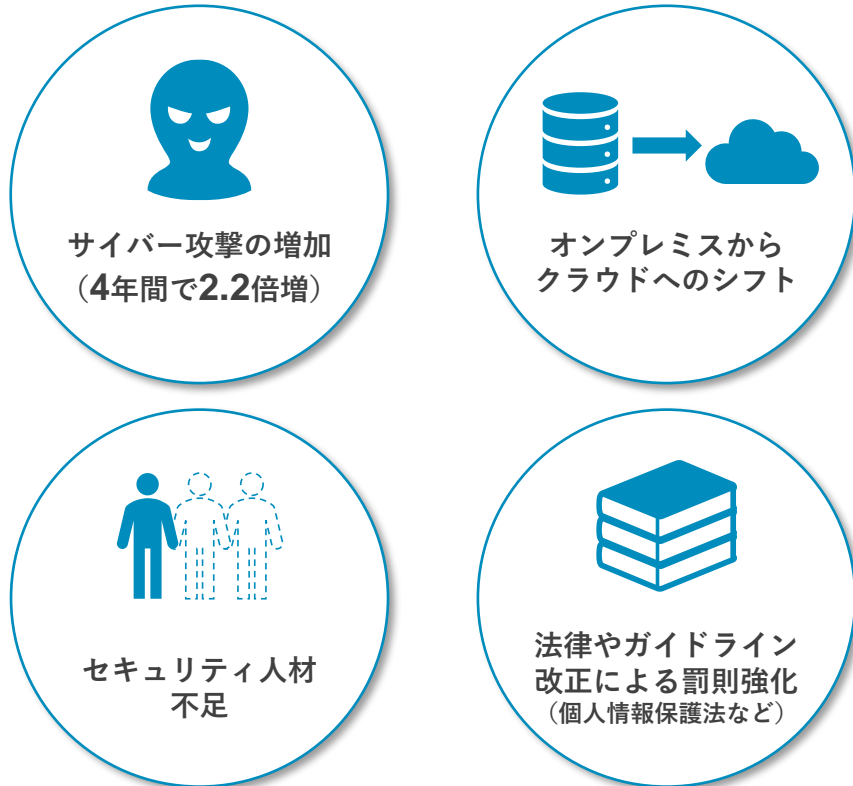 サイバー攻撃の増加
（4年間で2.2倍増）
オンプレミスから
クラウドへのシフト
セキュリティ人材
不足
法律やガイドライン
改正による罰則強化
（個人情報保護法など）